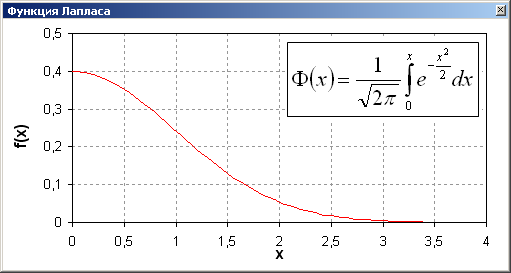 Функция Лапласа
0,5
0,4
0,3
0,2
0,1
0
f(x)
Φ(x) = 1/√2π ∫₀ˣ e^(-x²/2) dx
0 0,5 1 1,5 2 2,5 3 3,5 4
x